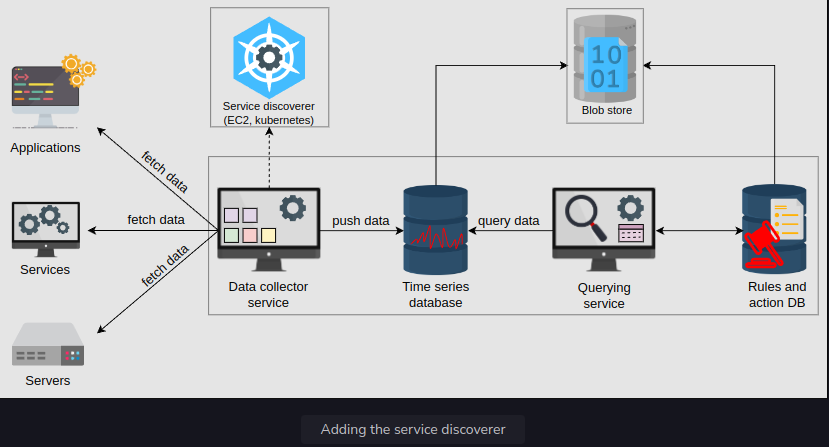 Service discoverer
(EC2, kubernetes)
10
01
Blob store
Applications
fetch data
fetch data
fetch data
push data
query data
Services
Data collector
service
Time series
database
Querying
service
Rules and
action DB
Servers
Adding the service discoverer